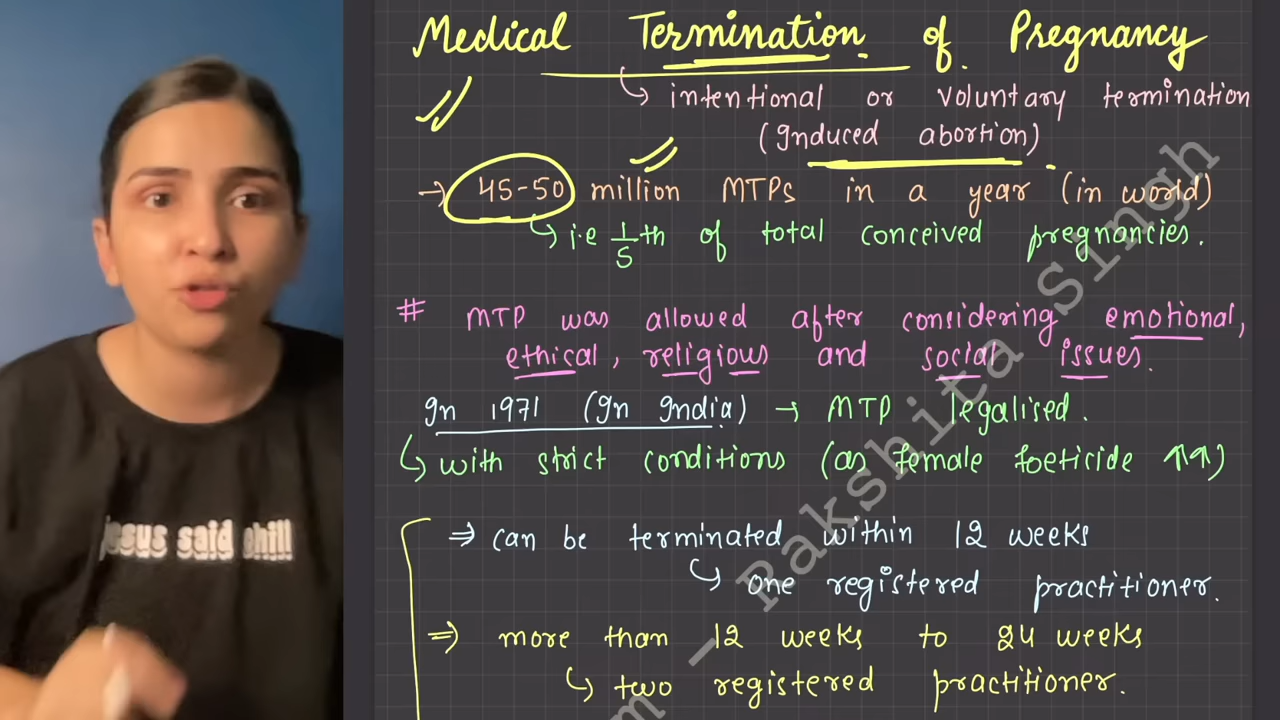 Medical Termination of Pregnancy
↳ intentional or voluntary termination
(Induced abortion)
→ 45-50 million MTPs in a year (in world)
↳ i.e 1/5th of total conceived pregnancies.
# MTP was allowed after considering emotional,
ethical, religious and social issues.
In 1971 (In India) → MTP legalised.
↳ with strict conditions (as female foeticide ↑↑)
⇒ can be terminated within 12 weeks
↳ one registered practitioner.
⇒ more than 12 weeks to 24 weeks
↳ two registered practitioner.
jesus said chill
- Rakshita Singh